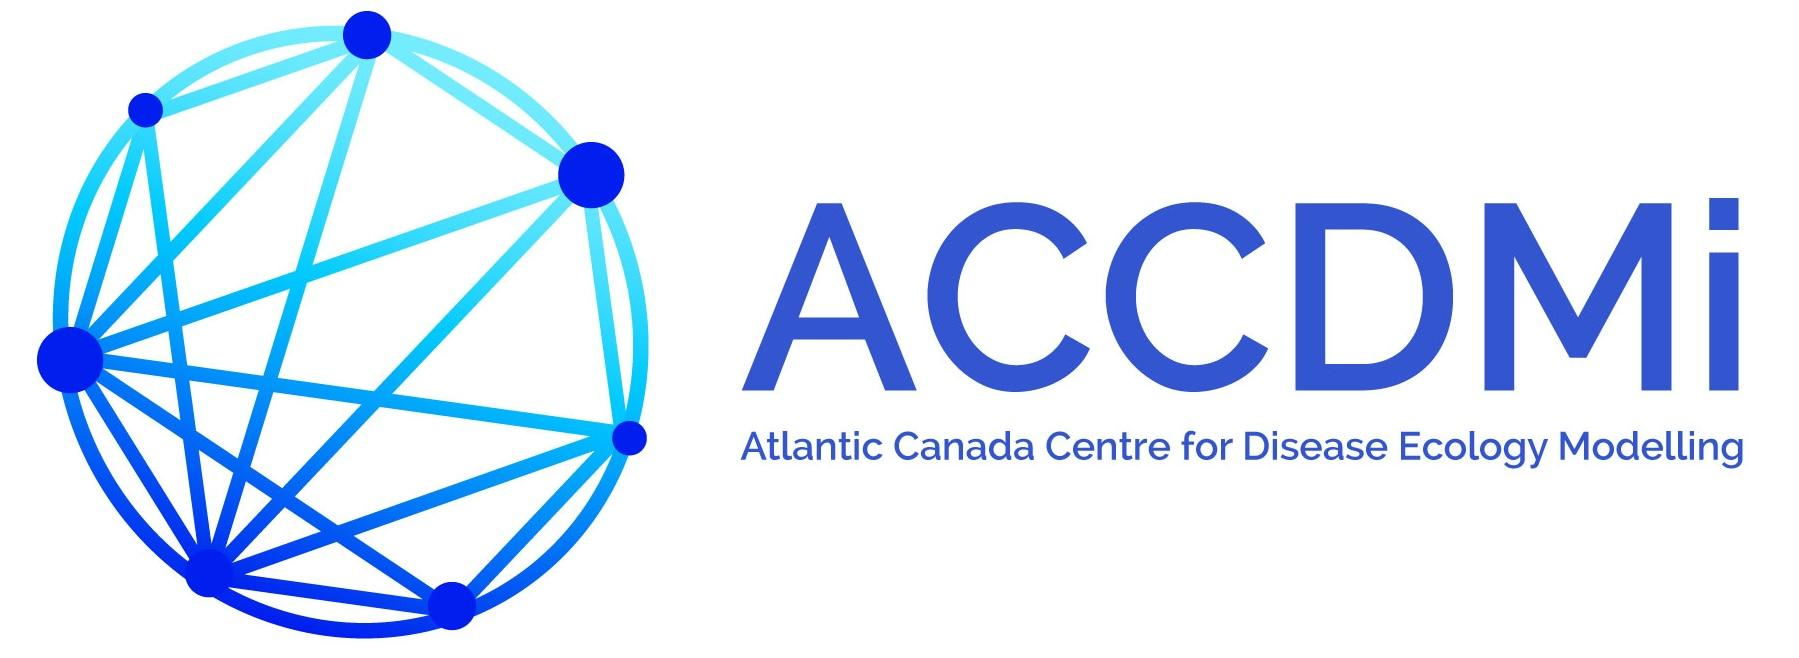 ACCDMi
Atlantic Canada Centre for Disease Ecology Modelling